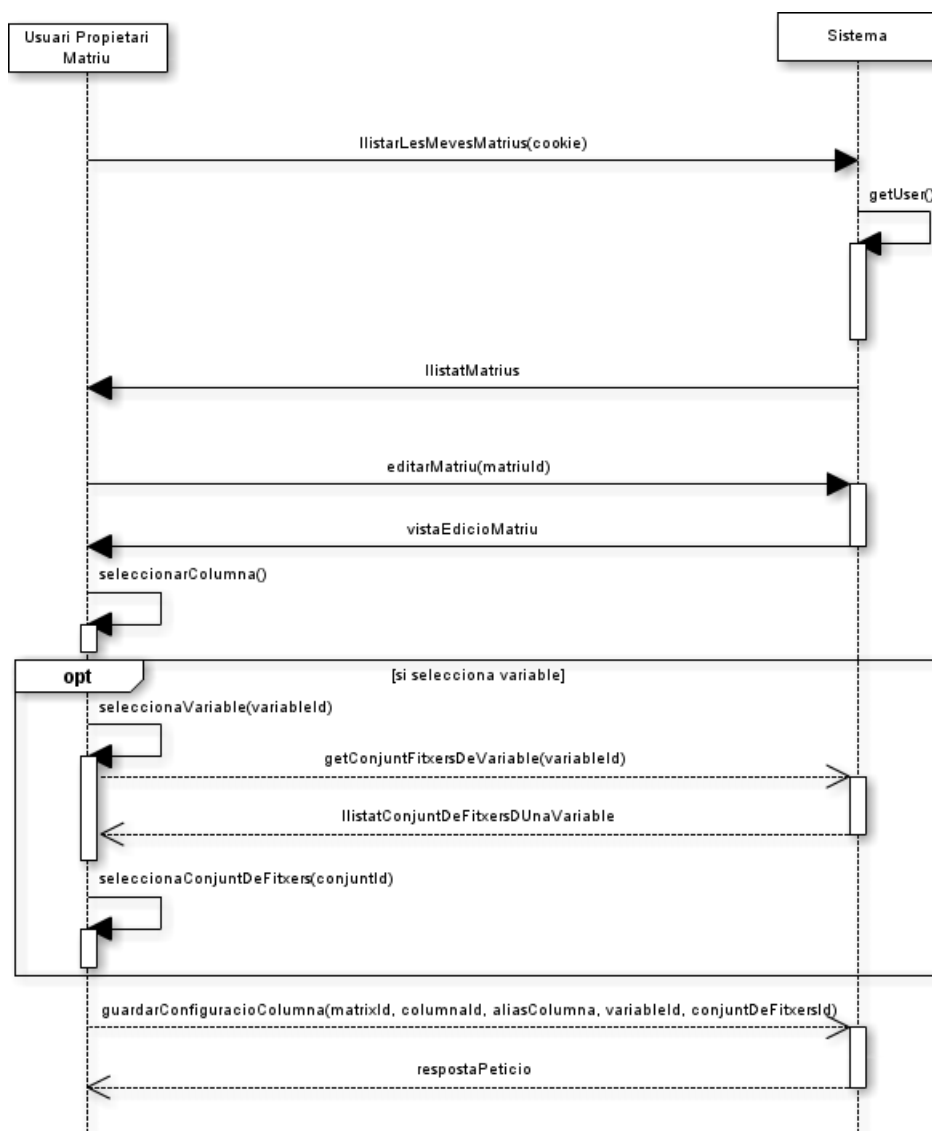 Usuari Propietari
Matriu
Sistema
llistarLesMevesMatrius(cookie)
getUser()
llistatMatrius
editarMatriu(matriuId)
vistaEdicioMatriu
seleccionarColumna()
opt
[si selecciona variable]
seleccionaVariable(variableId)
getConjuntFitxersDeVariable(variableId)
llistatConjuntDeFitxersDUnaVariable
seleccionaConjuntDeFitxers(conjuntId)
guardarConfiguracioColumna(matrixId, columnaId, aliasColumna, variableId, conjuntDeFitxersId)
respostaPeticio